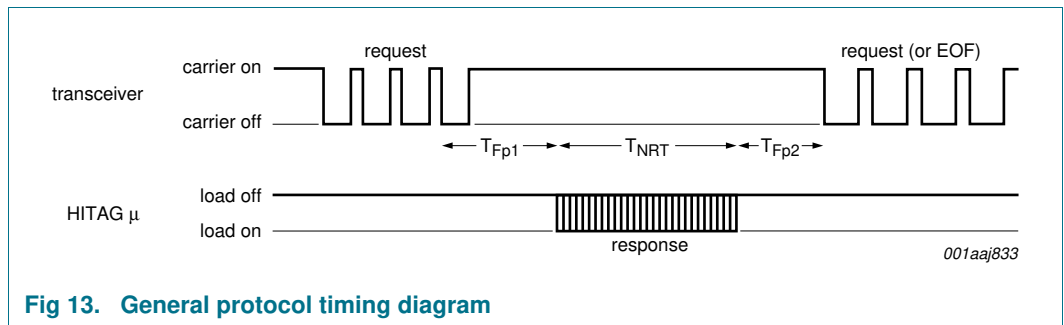 request
request (or EOF)
carrier on
transceiver
carrier off
TFp1
TNRT
TFp2
load off
HITAG μ
load on
response
001aaj833
Fig 13. General protocol timing diagram